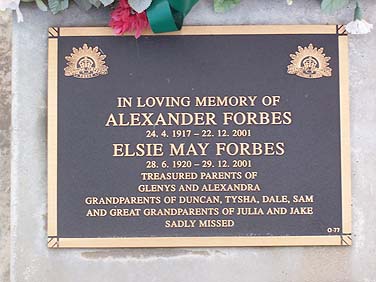 IN LOVING MEMORY OF
ALEXANDER FORBES
24. 4. 1917 – 22. 12. 2001
ELSIE MAY FORBES
28. 6. 1920 – 29. 12. 2001
TREASURED PARENTS OF
GLENYS AND ALEXANDRA
GRANDPARENTS OF DUNCAN, TYSHA, DALE, SAM
AND GREAT GRANDPARENTS OF JULIA AND JAKE
SADLY MISSED
O-77